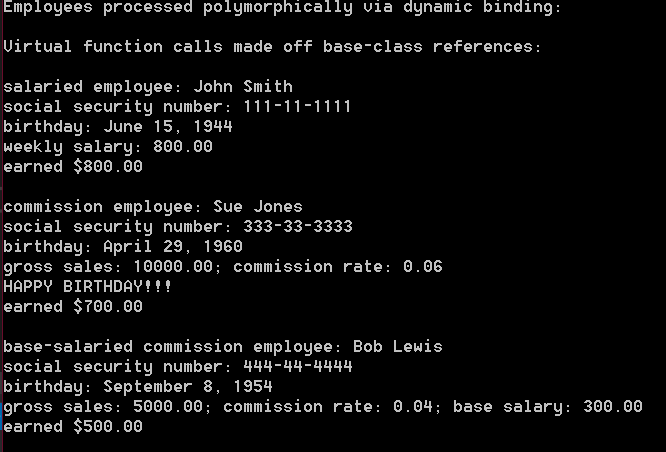 Employees processed polymorphically via dynamic binding:
Virtual function calls made off base-class references:
salaried employee: John Smith
social security number: 111-11-1111
birthday: June 15, 1944
weekly salary: 800.00
earned $800.00
commission employee: Sue Jones
social security number: 333-33-3333
birthday: April 29, 1960
gross sales: 10000.00; commission rate: 0.06
HAPPY BIRTHDAY!!!
earned $700.00
base-salaried commission employee: Bob Lewis
social security number: 444-44-4444
birthday: September 8, 1954
gross sales: 5000.00; commission rate: 0.04; base salary: 300.00
earned $500.00